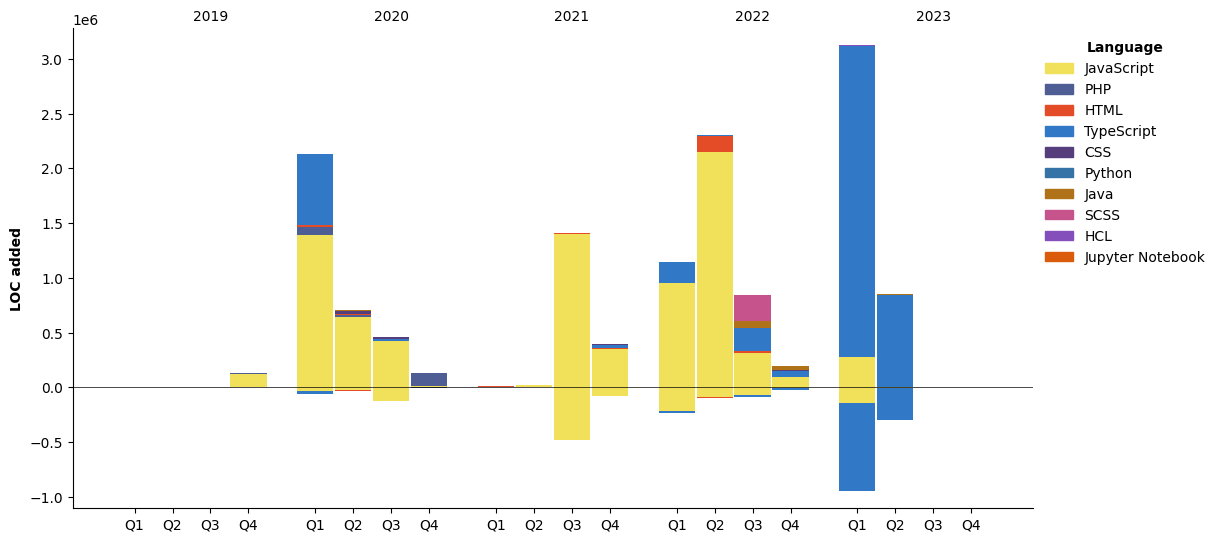 1e6
2019 2020 2021 2022 2023
Language
JavaScript
PHP
HTML
TypeScript
CSS
Python
Java
SCSS
HCL
Jupyter Notebook
LOC added
3.0
2.5
2.0
1.5
1.0
0.5
0.0
−0.5
−1.0
Q1 Q2 Q3 Q4 Q1 Q2 Q3 Q4 Q1 Q2 Q3 Q4 Q1 Q2 Q3 Q4 Q1 Q2 Q3 Q4